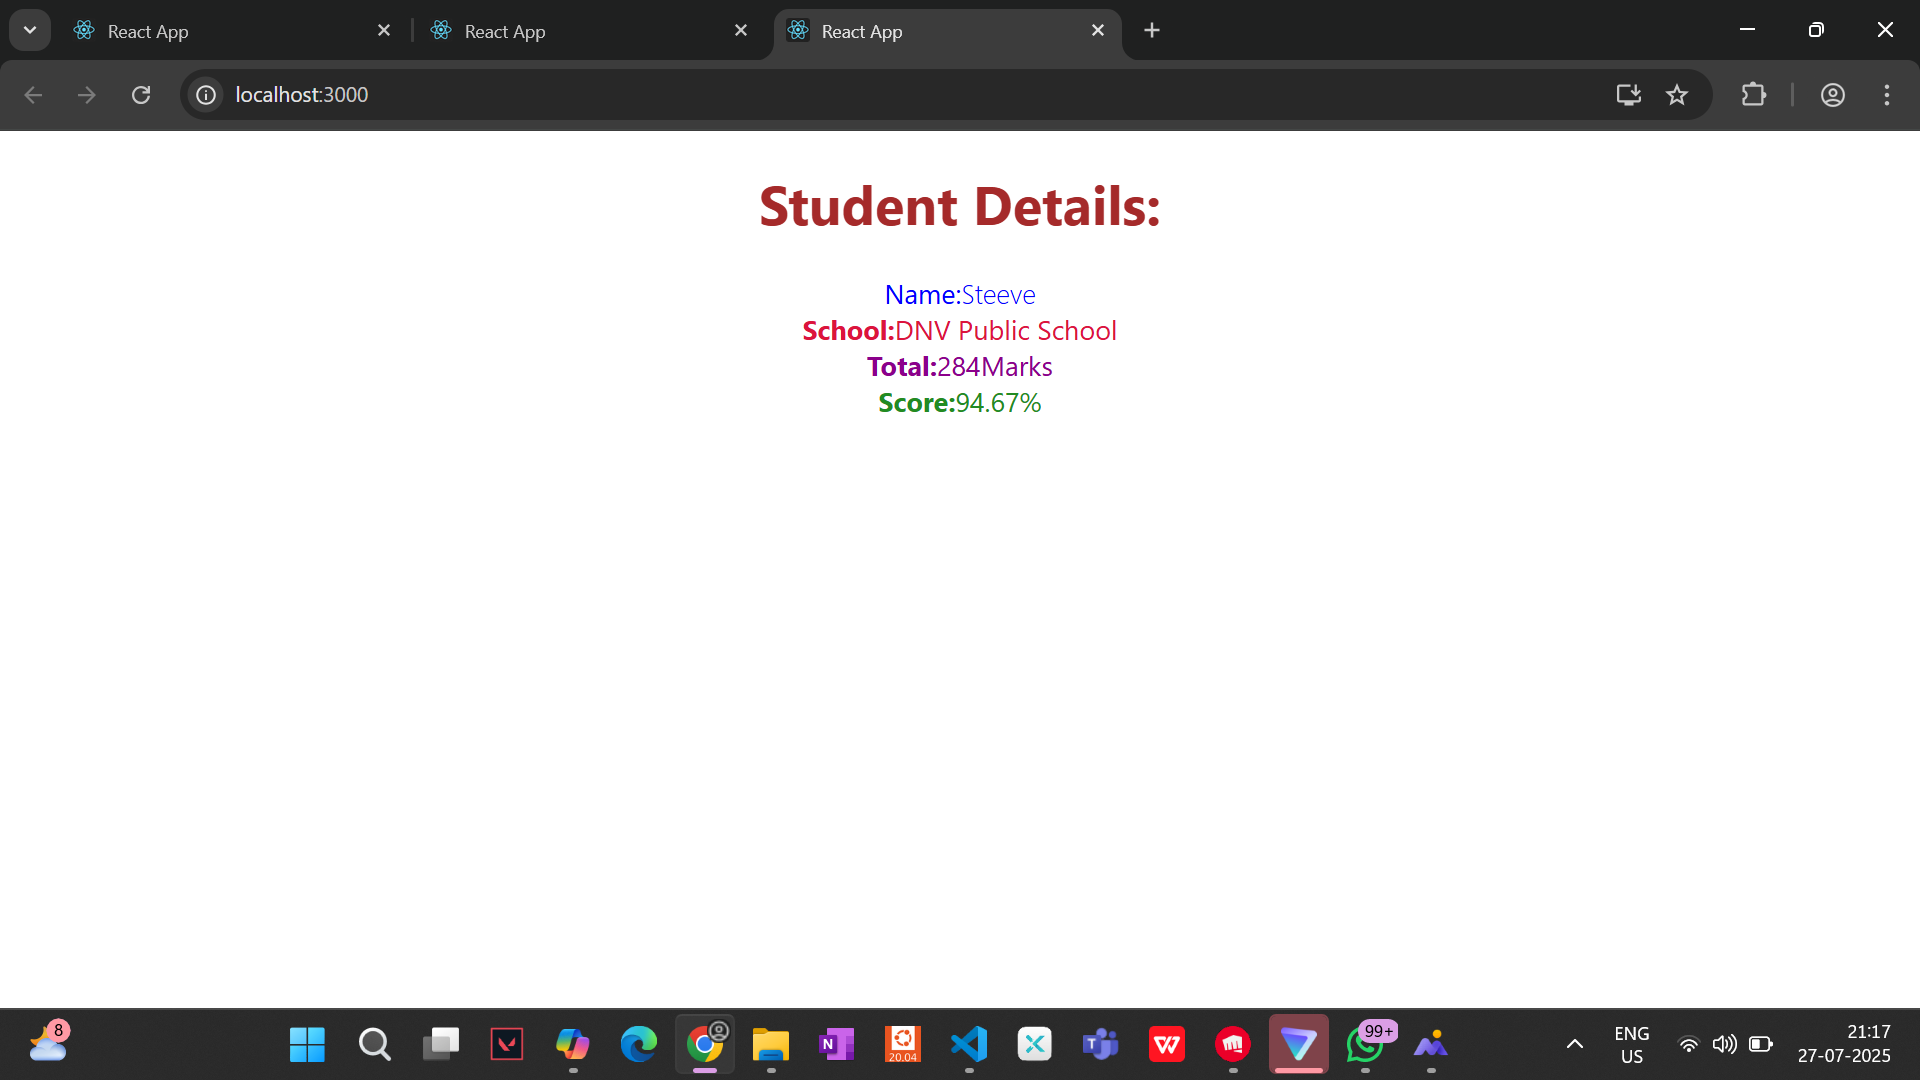 React App
React App
React App
localhost:3000
Student Details:
Name:Steeve
School:DNV Public School
Total:284Marks
Score:94.67%
8
N
20.04
T
W
99+
ENG
US
21:17
27-07-2025